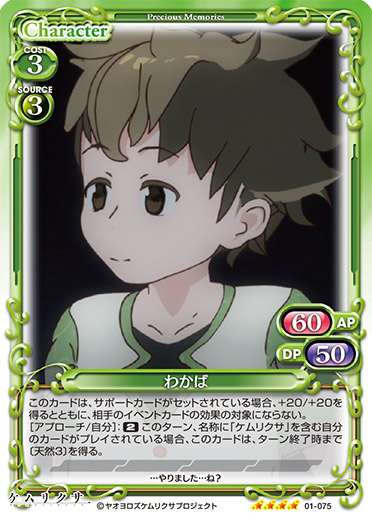 Precious Memories
Character
COST
3
SOURCE
3
60 AP
DP 50
わかば
このカードは、サポートカードがセットされている場合、+20/+20を
得るとともに、相手のイベントカードの効果の対象にならない。
[アプローチ/自分]:2 このターン、名称に「ケムリクサ」を含む自分
のカードがプレイされている場合、このカードは、ターン終了時まで
[天然3]を得る。
…やりました…ね?
ケムリクサ
©ヤオヨロズケムリクサプロジェクト
★★★★ 01-075